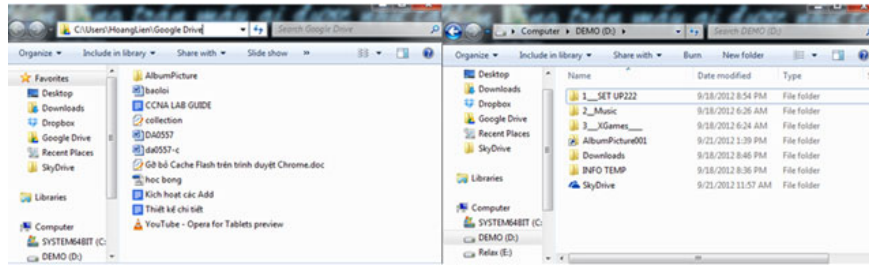 C:\Users\HoangLien\Google Drive
Search Google Drive
Organize
Include in library
Share with
Slide show
»
Favorites
Desktop
Downloads
Dropbox
Google Drive
Recent Places
SkyDrive
Libraries
Computer
SYSTEM64BIT (C:
DEMO (D:)
AlbumPicture
baoloi
CCNA LAB GUIDE
collection
DA0557
da0557-c
Gỡ bỏ Cache Flash trên trình duyệt Chrome.doc
hoc bong
Kích hoạt các Add
Thiết kế chi tiết
YouTube - Opera for Tablets preview
Computer ▸ DEMO (D:) ▸
Search DEMO (D:)
Organize
Include in library
Share with
Burn
New folder
Desktop
Downloads
Dropbox
Google Drive
Recent Places
SkyDrive
Libraries
Computer
SYSTEM64BIT (C:
DEMO (D:)
Relax (E:)
Name Date modified Type
1__SET UP222 9/18/2012 8:54 PM File folder
2_Music 9/18/2012 6:26 AM File folder
3__XGames___ 9/18/2012 6:24 AM File folder
AlbumPicture001 9/21/2012 1:39 PM File folder
Downloads 9/18/2012 8:46 PM File folder
INFO TEMP 9/18/2012 8:36 PM File folder
SkyDrive 9/21/2012 11:57 AM File folder